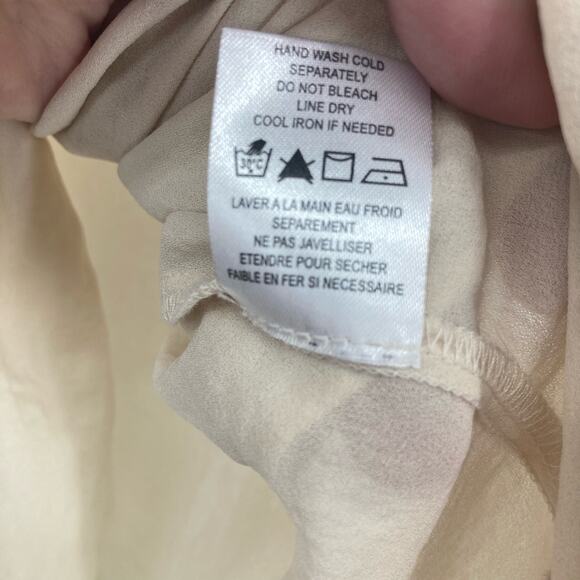 HAND WASH COLD
SEPARATELY
DO NOT BLEACH
LINE DRY
COOL IRON IF NEEDED
30°C
LAVER A LA MAIN EAU FROID
SEPAREMENT
NE PAS JAVELLISER
ETENDRE POUR SECHER
FAIBLE EN FER SI NECESSAIRE